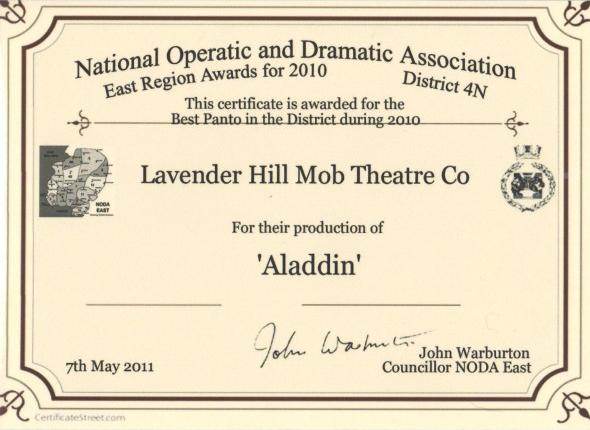 National Operatic and Dramatic Association
East Region Awards for 2010 District 4N
This certificate is awarded for the
Best Panto in the District during 2010
NODA
EAST
Lavender Hill Mob Theatre Co
For their production of
'Aladdin'
John Warburton
7th May 2011
John Warburton
Councillor NODA East
CertificateStreet.com